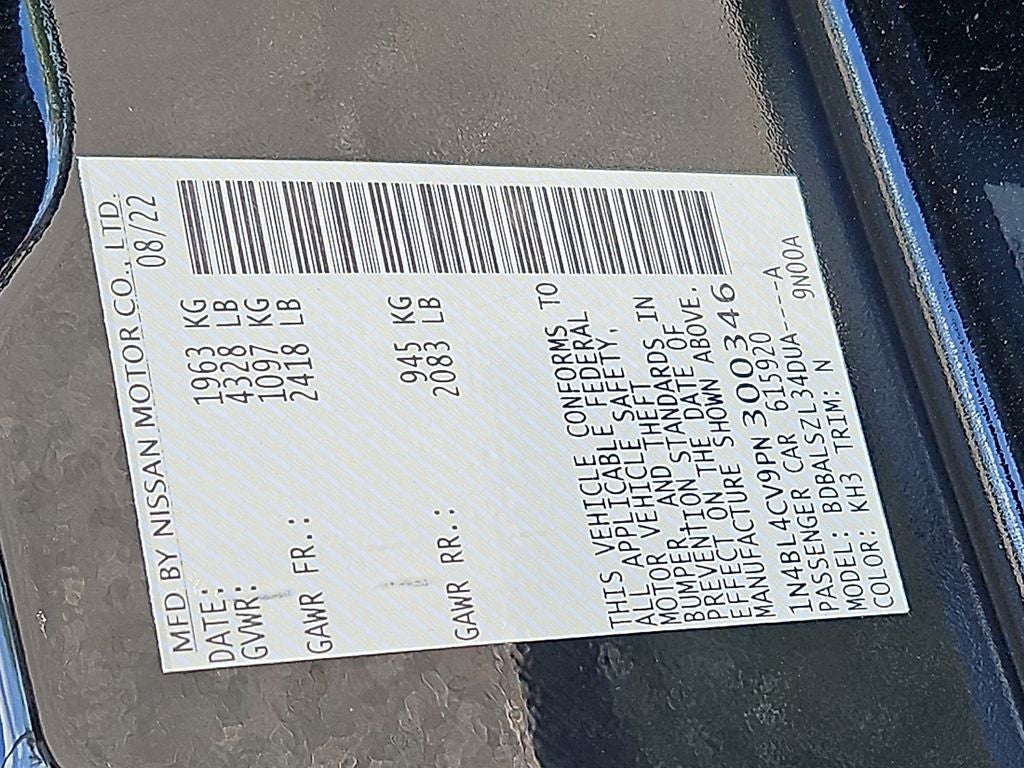 MFD BY NISSAN MOTOR CO., LTD.
DATE: 08/22
GVWR: 1963 KG
4328 LB
GAWR FR.: 1097 KG
2418 LB
GAWR RR.: 945 KG
2083 LB
THIS VEHICLE CONFORMS TO
ALL APPLICABLE FEDERAL
MOTOR VEHICLE SAFETY,
BUMPER, AND THEFT
PREVENTION STANDARDS IN
EFFECT ON THE DATE OF
MANUFACTURE SHOWN ABOVE.
1N4BL4CV9PN300346
PASSENGER CAR 615920
MODEL: BDBALSZL34DUA----A
COLOR: KH3 TRIM: N 9N00A